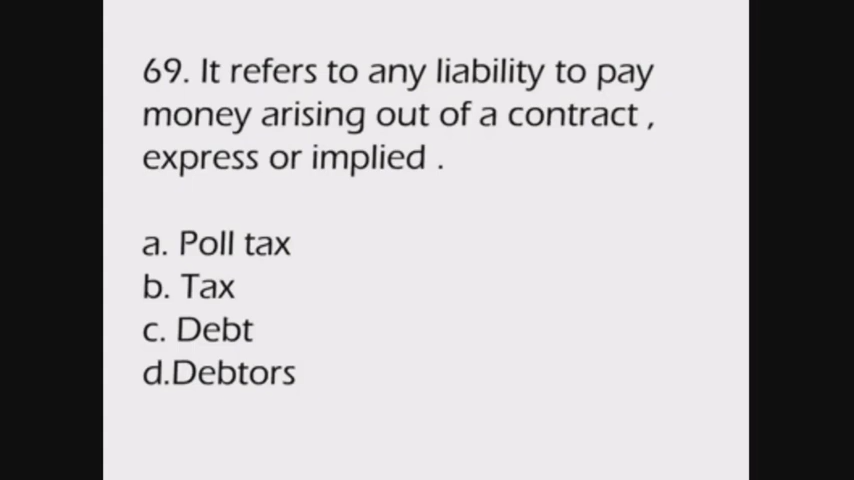 69. It refers to any liability to pay
money arising out of a contract ,
express or implied .
a. Poll tax
b. Tax
c. Debt
d.Debtors